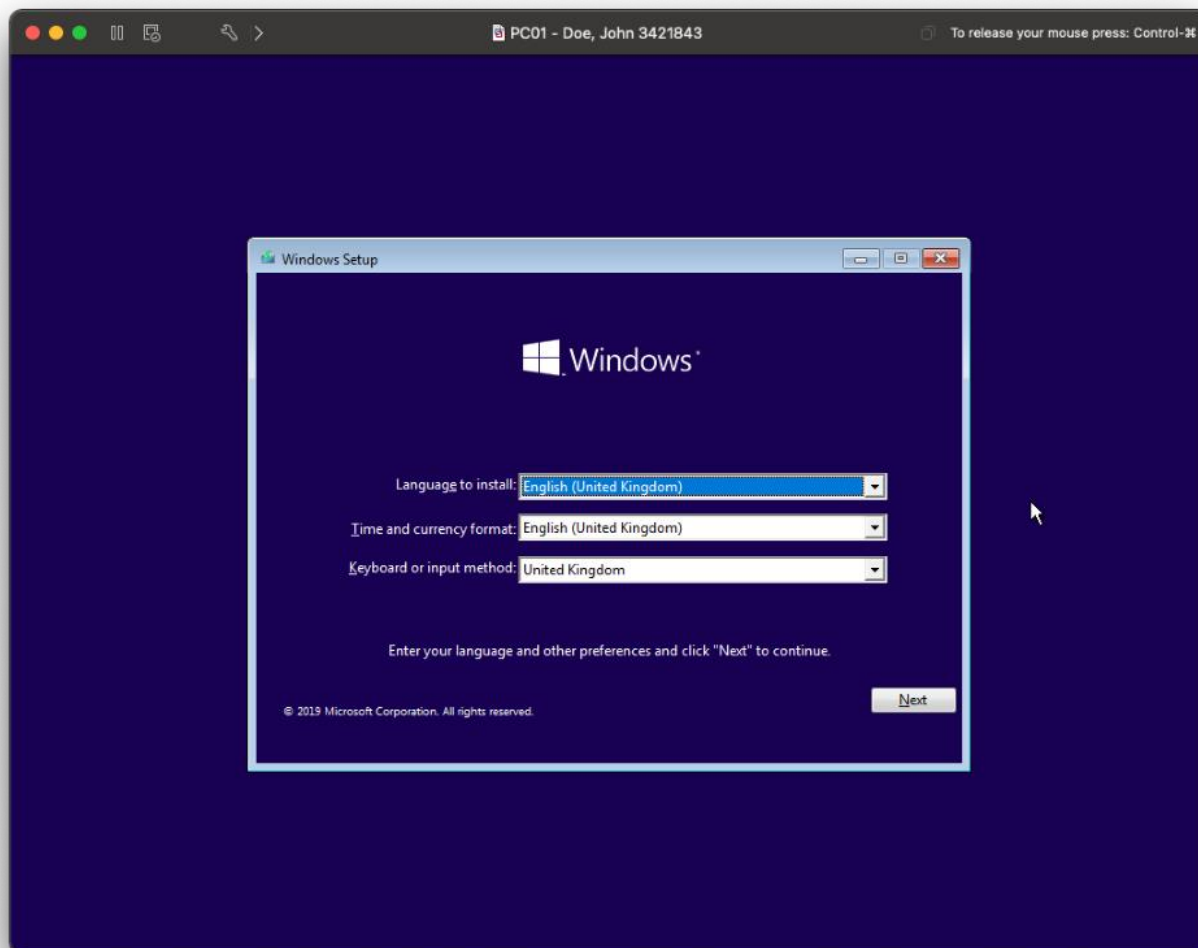 PC01 - Doe, John 3421843
To release your mouse press: Control-⌘
Windows Setup
Windows
Language to install: English (United Kingdom)
Time and currency format: English (United Kingdom)
Keyboard or input method: United Kingdom
Enter your language and other preferences and click "Next" to continue.
Next
© 2019 Microsoft Corporation. All rights reserved.